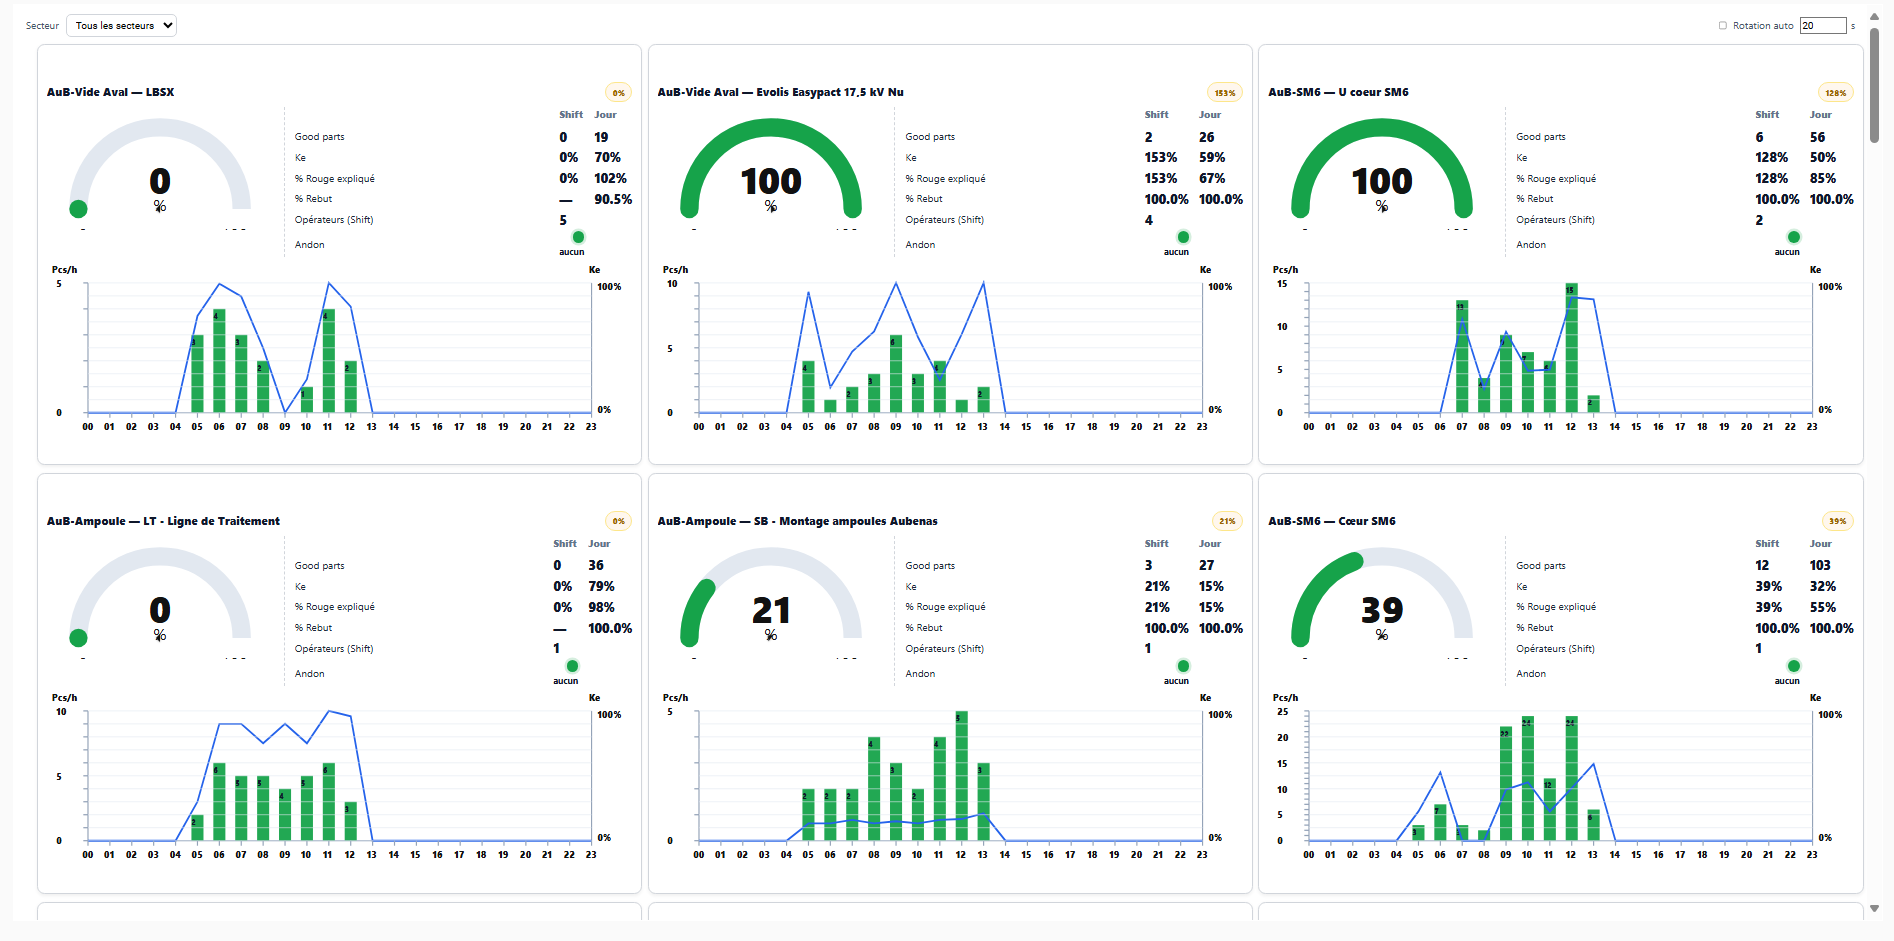 Secteur Tous les secteurs Rotation auto 20 s
AuB-Vide Aval — LBSX 0%
Shift Jour
Good parts 0 19
Ke 0% 70%
% Rouge expliqué 0% 102%
% Rebut — 90.5%
Opérateurs (Shift) 5
Andon aucun
0
%
Pcs/h Ke
5 100%
3 4 3 2 1 4 2
0 0%
00 01 02 03 04 05 06 07 08 09 10 11 12 13 14 15 16 17 18 19 20 21 22 23
AuB-Vide Aval — Evolis Easypact 17,5 kV Nu 153%
Shift Jour
Good parts 2 26
Ke 153% 59%
% Rouge expliqué 153% 67%
% Rebut 100.0% 100.0%
Opérateurs (Shift) 4
Andon aucun
100
%
Pcs/h Ke
10 100%
5
4 2 3 6 3 4 2
0 0%
00 01 02 03 04 05 06 07 08 09 10 11 12 13 14 15 16 17 18 19 20 21 22 23
AuB-SM6 — U coeur SM6 128%
Shift Jour
Good parts 6 56
Ke 128% 50%
% Rouge expliqué 128% 85%
% Rebut 100.0% 100.0%
Opérateurs (Shift) 2
Andon aucun
100
%
Pcs/h Ke
15 100%
10
5
13 4 9 7 6 15 2
0 0%
00 01 02 03 04 05 06 07 08 09 10 11 12 13 14 15 16 17 18 19 20 21 22 23
AuB-Ampoule — LT - Ligne de Traitement 0%
Shift Jour
Good parts 0 36
Ke 0% 79%
% Rouge expliqué 0% 98%
% Rebut — 100.0%
Opérateurs (Shift) 1
Andon aucun
0
%
Pcs/h Ke
10 100%
5
2 6 5 5 4 5 6 3
0 0%
00 01 02 03 04 05 06 07 08 09 10 11 12 13 14 15 16 17 18 19 20 21 22 23
AuB-Ampoule — SB - Montage ampoules Aubenas 21%
Shift Jour
Good parts 3 27
Ke 21% 15%
% Rouge expliqué 21% 15%
% Rebut 100.0% 100.0%
Opérateurs (Shift) 1
Andon aucun
21
%
Pcs/h Ke
5 100%
2 2 2 4 3 2 4 5 3
0 0%
00 01 02 03 04 05 06 07 08 09 10 11 12 13 14 15 16 17 18 19 20 21 22 23
AuB-SM6 — Cœur SM6 39%
Shift Jour
Good parts 12 103
Ke 39% 32%
% Rouge expliqué 39% 55%
% Rebut 100.0% 100.0%
Opérateurs (Shift) 1
Andon aucun
39
%
Pcs/h Ke
25 100%
20
15
10
5
3 7 3 22 24 12 24 6
0 0%
00 01 02 03 04 05 06 07 08 09 10 11 12 13 14 15 16 17 18 19 20 21 22 23